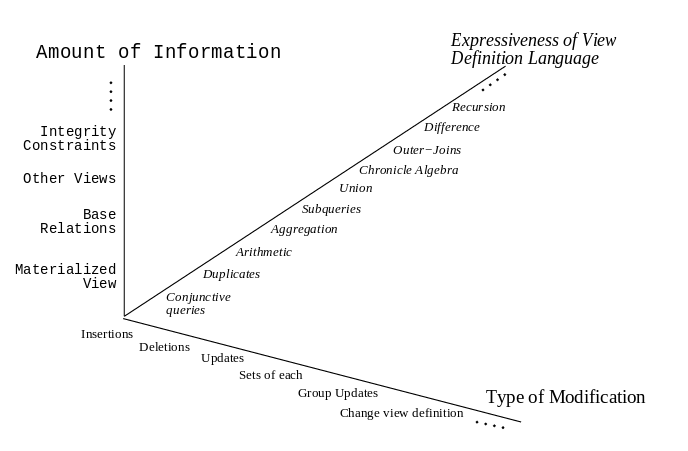 Amount of Information
Expressiveness of View
Definition Language
Integrity
Constraints
Other Views
Base
Relations
Materialized
View
Recursion
Difference
Outer−Joins
Chronicle Algebra
Union
Subqueries
Aggregation
Arithmetic
Duplicates
Conjunctive
queries
Insertions
Deletions
Updates
Sets of each
Group Updates
Change view definition
Type of Modification